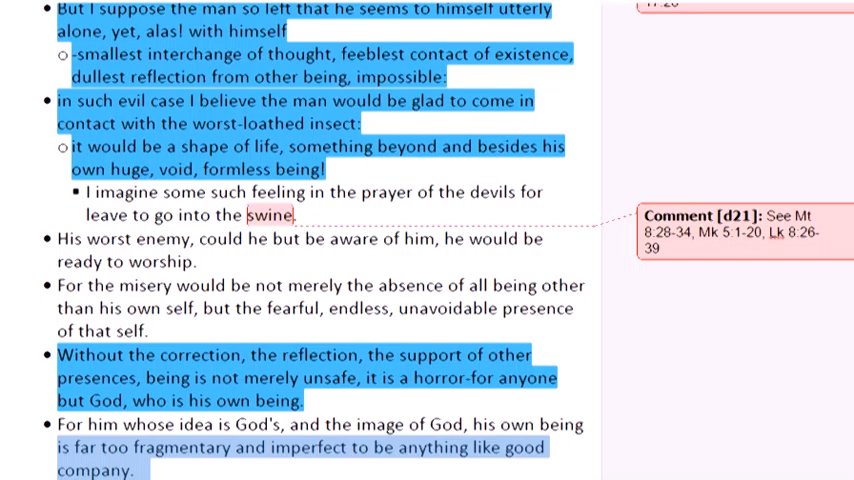 • But I suppose the man so left that he seems to himself utterly
alone, yet, alas! with himself
○ -smallest interchange of thought, feeblest contact of existence,
dullest reflection from other being, impossible:
• in such evil case I believe the man would be glad to come in
contact with the worst-loathed insect:
○ it would be a shape of life, something beyond and besides his
own huge, void, formless being!
▪ I imagine some such feeling in the prayer of the devils for
leave to go into the swine.
• His worst enemy, could he but be aware of him, he would be
ready to worship.
• For the misery would be not merely the absence of all being other
than his own self, but the fearful, endless, unavoidable presence
of that self.
• Without the correction, the reflection, the support of other
presences, being is not merely unsafe, it is a horror-for anyone
but God, who is his own being.
• For him whose idea is God's, and the image of God, his own being
is far too fragmentary and imperfect to be anything like good
company.
Comment [d21]: See Mt
8:28-34, Mk 5:1-20, Lk 8:26-
39